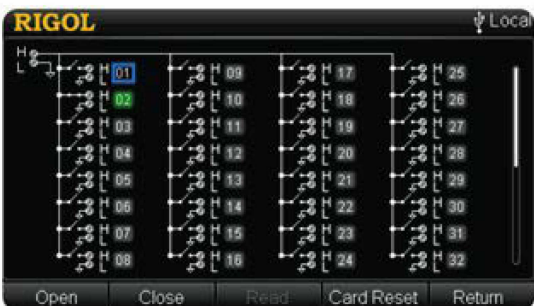 RIGOL Local
H
L
H 01 H 09 H 17 H 25
L L L L
H 02 H 10 H 18 H 26
L L L L
H 03 H 11 H 19 H 27
L L L L
H 04 H 12 H 20 H 28
L L L L
H 05 H 13 H 21 H 29
L L L L
H 06 H 14 H 22 H 30
L L L L
H 07 H 15 H 23 H 31
L L L L
H 08 H 16 H 24 H 32
L L L L
Open Close Read Card Reset Return